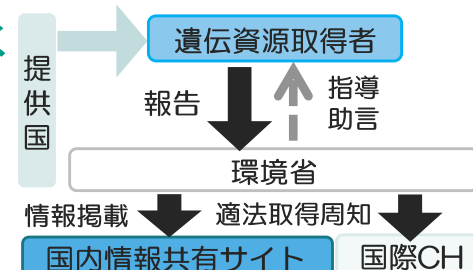 提供国
遺伝資源取得者
報告
指導
助言
環境省
情報掲載
適法取得周知
国内情報共有サイト
国際CH